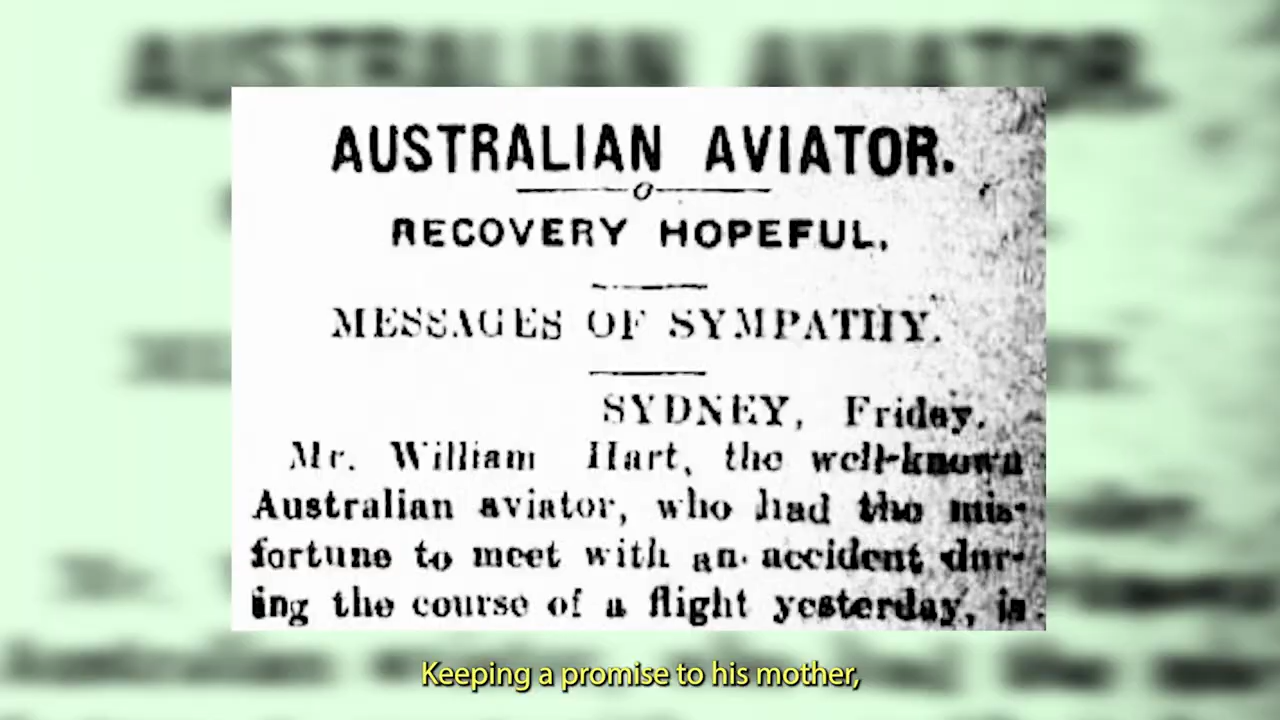 AUSTRALIAN AVIATOR.
RECOVERY HOPEFUL.
MESSAGES OF SYMPATHY.
SYDNEY, Friday.
Mr. William Hart, the well-known
Australian aviator, who had the mis-
fortune to meet with an accident dur-
ing the course of a flight yesterday, is
Keeping a promise to his mother,